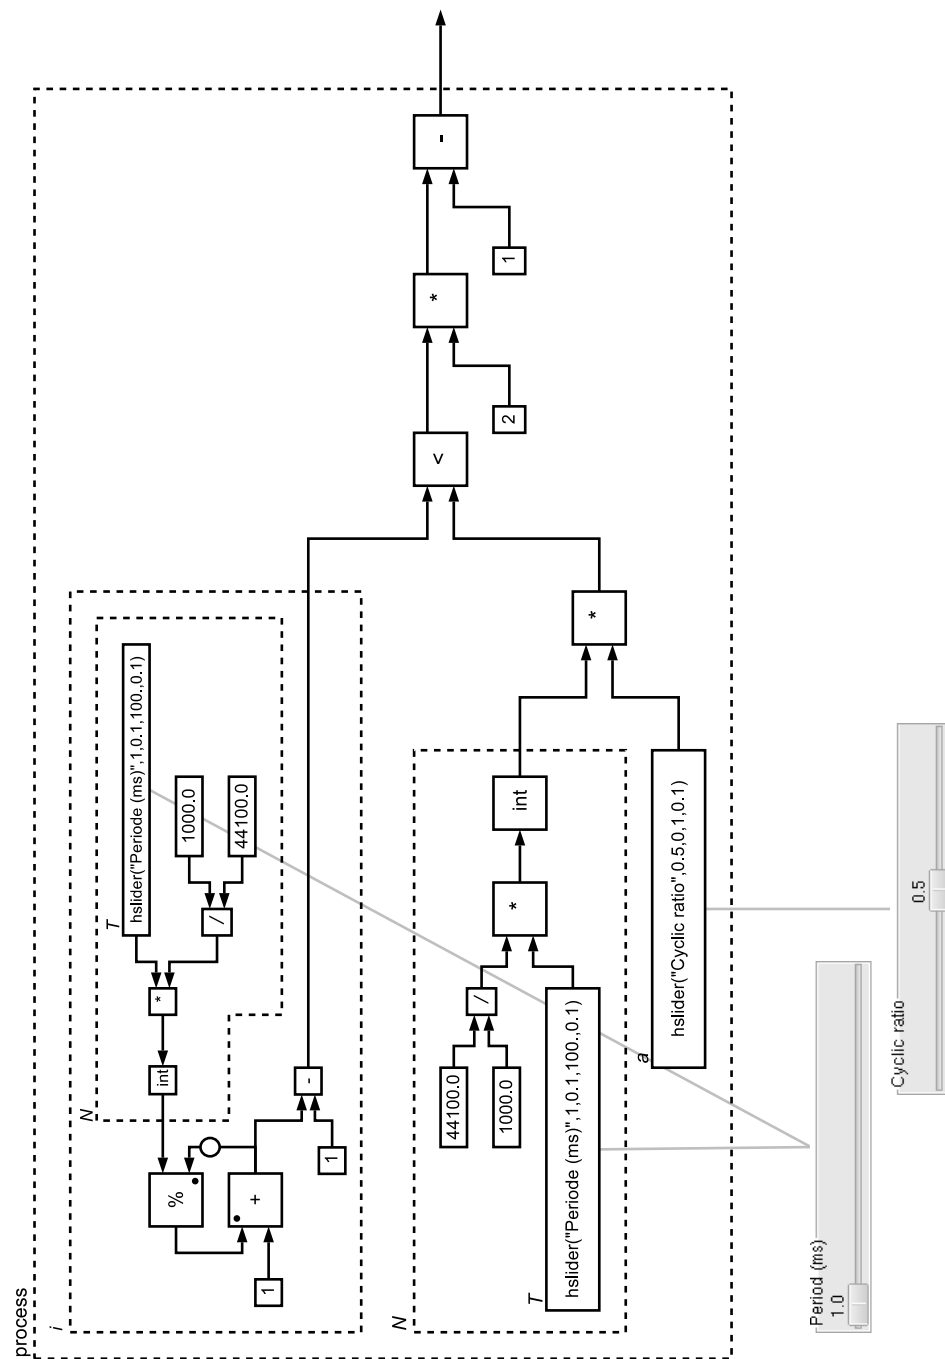 process
i
N
T
hslider("Periode (ms)",1,0.1,100.,0.1)
int
*
%
1000.0
/
44100.0
+
1
-
1
N
<
*
-
44100.0
/
2
1
1000.0
*
int
T
hslider("Periode (ms)",1,0.1,100.,0.1)
*
a
hslider("Cyclic ratio",0.5,0,1,0.1)
Period (ms)
1.0
Cyclic ratio
0.5